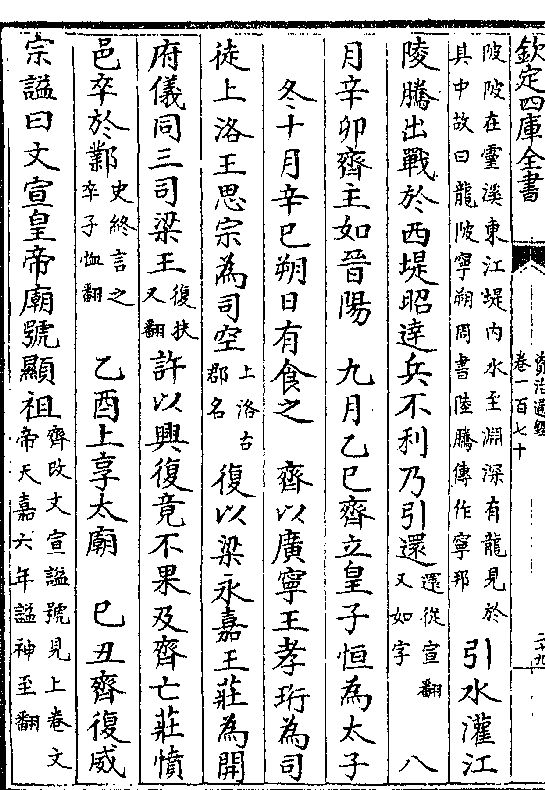 欽定四庫全書
資治通鑑
卷一百七十
二十九
陂陂在靈溪東江堤内水至淵深有龍見於
其中故曰龍陂寧朔周書陸騰傳作寧邦
引水灌江
陵騰出戰於西堤昭達兵不利乃引還還從宣翻又如字八
月辛卯齊主如晉陽 九月乙巳齊立皇子恒為太子
冬十月辛巳朔日有食之 齊以廣寧王孝珩為司
徒上洛王思宗為司空上洛古郡名 復以梁永嘉王莊為開
府儀同三司梁王復扶又翻許以興復竟不果及齊亡莊憤
邑卒於鄴史終言之卒子恤翻 乙酉上享太廟 己丑齊復威
宗謚曰文宣皇帝廟號顯祖齊改文宣謚號見上卷文帝天嘉六年謚神至翻